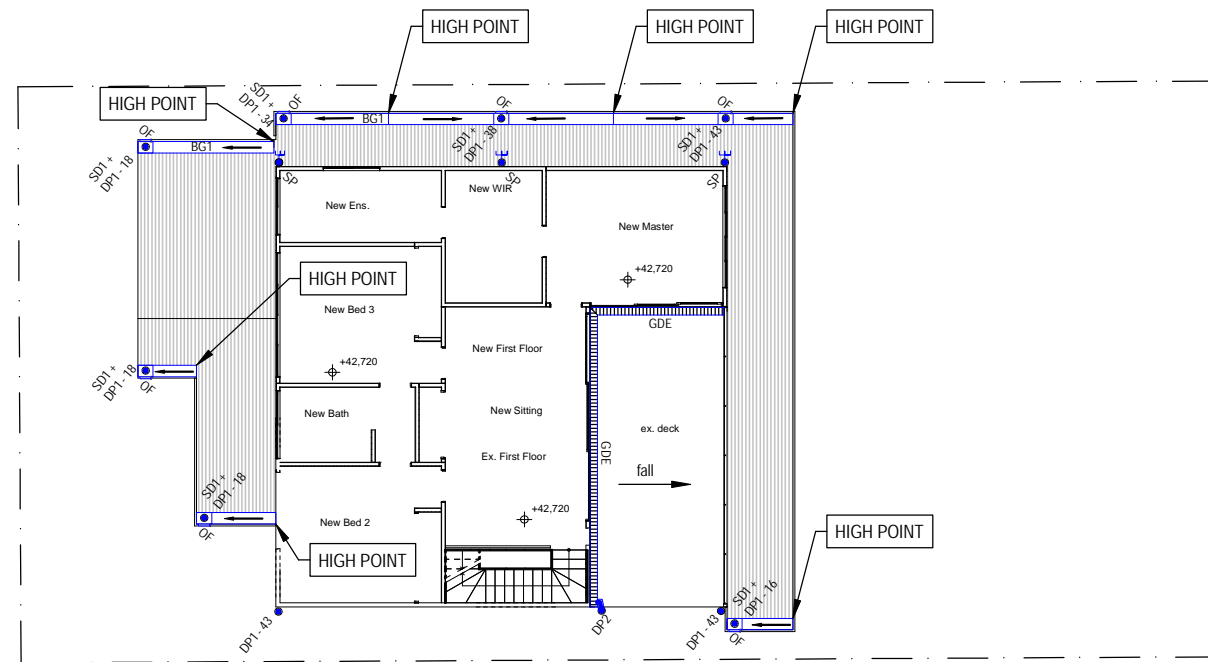 HIGH POINT
HIGH POINT
HIGH POINT
HIGH POINT
SD1 +
DP1 - 34
OF
BG1
OF
SD1 +
DP1 - 38
OF
SD1 +
DP1 - 43
OF
BG1
SD1 +
DP1 - 18
SP
SP
SP
New Ens.
New WIR
New Master
+42,720
HIGH POINT
New Bed 3
GDE
New First Floor
+42,720
SD1 +
DP1 - 18
OF
New Bath
New Sitting
ex. deck
Ex. First Floor
GDE
fall
SD1 +
DP1 - 18
OF
New Bed 2
+42,720
HIGH POINT
HIGH POINT
DP1 - 43
DP2
DP1 - 43
SD1 +
DP1 - 16
OF